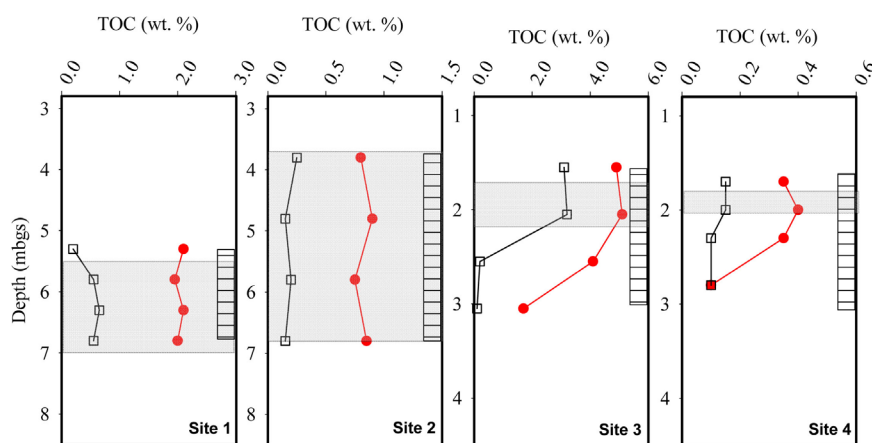 TOC (wt. %) TOC (wt. %) TOC (wt. %) TOC (wt. %)
0.0 1.0 2.0 3.0 0.0 0.5 1.0 1.5 0.0 2.0 4.0 6.0 0.0 0.2 0.4 0.6
Depth (mbgs)
3 4 5 6 7 8
Site 1
3 4 5 6 7 8
Site 2
1 2 3 4
Site 3
1 2 3 4
Site 4